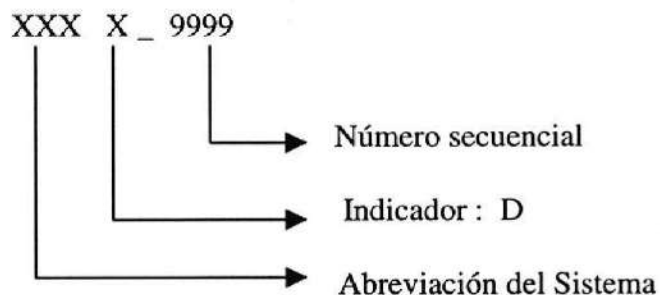 XXX X _ 9999
Número secuencial
Indicador : D
Abreviación del Sistema